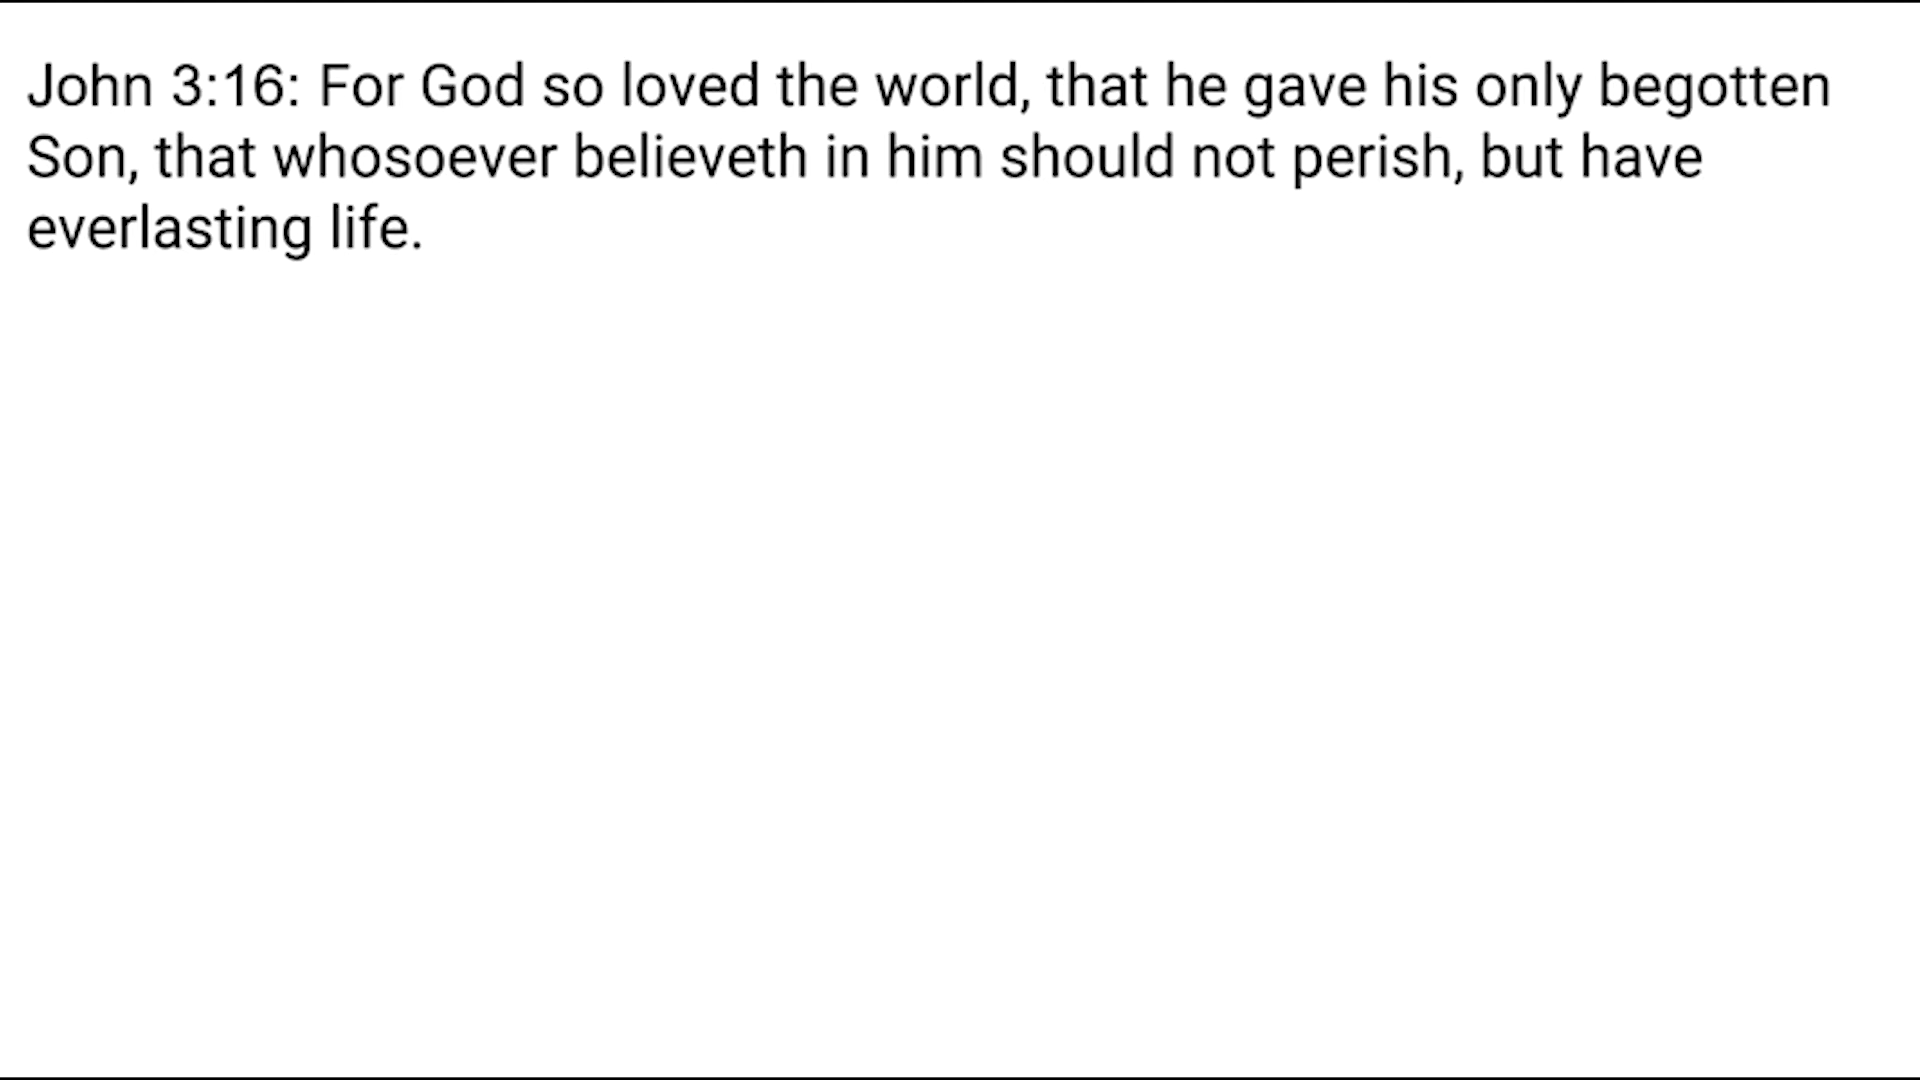 John 3:16: For God so loved the world, that he gave his only begotten
Son, that whosoever believeth in him should not perish, but have
everlasting life.